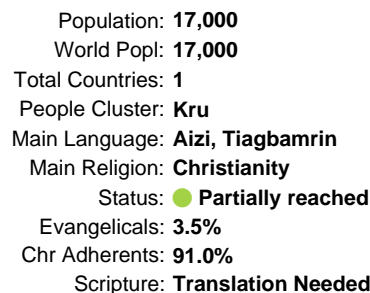 Population: 17,000
World Popl: 17,000
Total Countries: 1
People Cluster: Kru
Main Language: Aizi, Tiagbamrin
Main Religion: Christianity
Status: Partially reached
Evangelicals: 3.5%
Chr Adherents: 91.0%
Scripture: Translation Needed